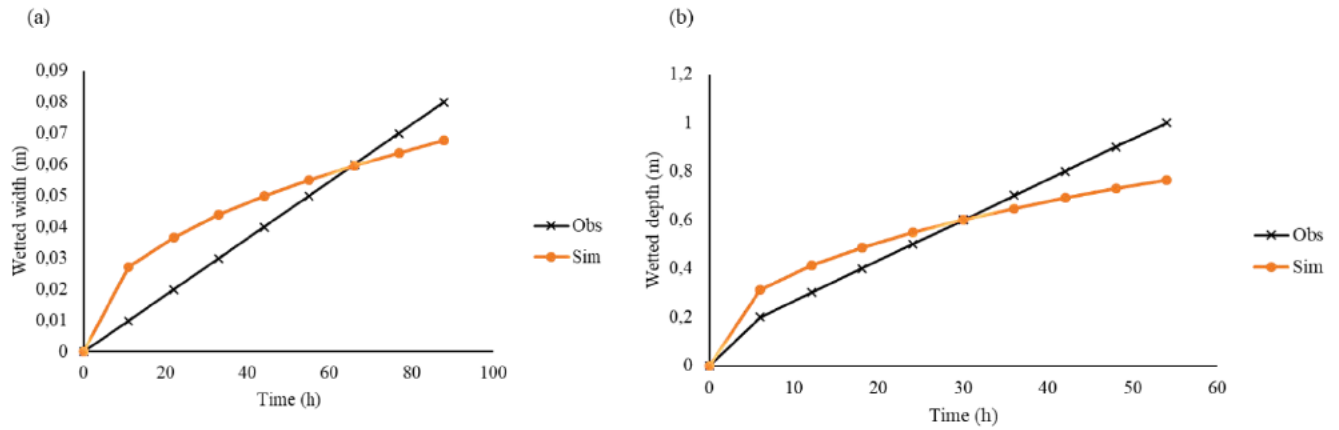 (a)
0,09
0,08
0,07
0,06
0,05
0,04
0,03
0,02
0,01
0
Wetted width (m)
0 20 40 60 80 100
Time (h)
Obs
Sim
(b)
1,2
1
0,8
0,6
0,4
0,2
0
Wetted depth (m)
0 10 20 30 40 50 60
Time (h)
Obs
Sim